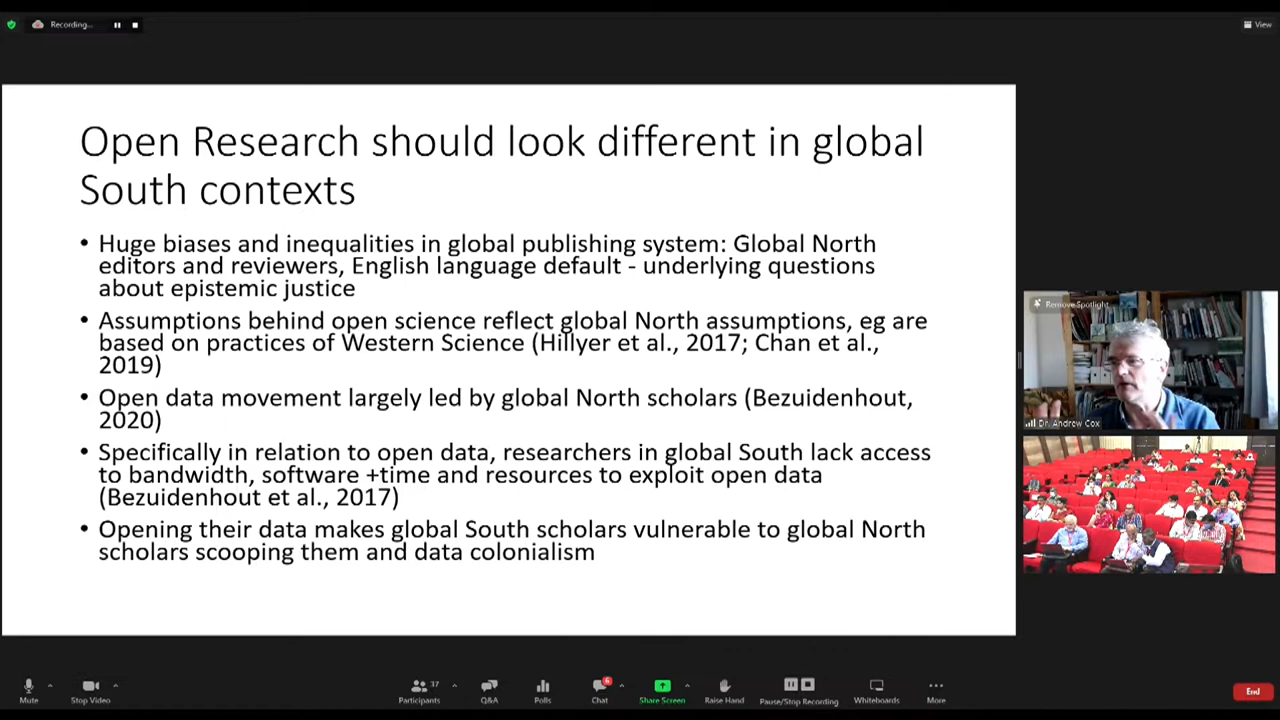 Recording...
View
Open Research should look different in global
South contexts
• Huge biases and inequalities in global publishing system: Global North
editors and reviewers, English language default - underlying questions
about epistemic justice
• Assumptions behind open science reflect global North assumptions, eg are
based on practices of Western Science (Hillyer et al., 2017; Chan et al.,
2019)
• Open data movement largely led by global North scholars (Bezuidenhout,
2020)
• Specifically in relation to open data, researchers in global South lack access
to bandwidth, software +time and resources to exploit open data
(Bezuidenhout et al., 2017)
• Opening their data makes global South scholars vulnerable to global North
scholars scooping them and data colonialism
Remove Spotlight
Dr. Andrew Cox
Mute
Stop Video
37
Participants
Q&A
Polls
6
Chat
Share Screen
Raise Hand
Pause/Stop Recording
Whiteboards
More
End